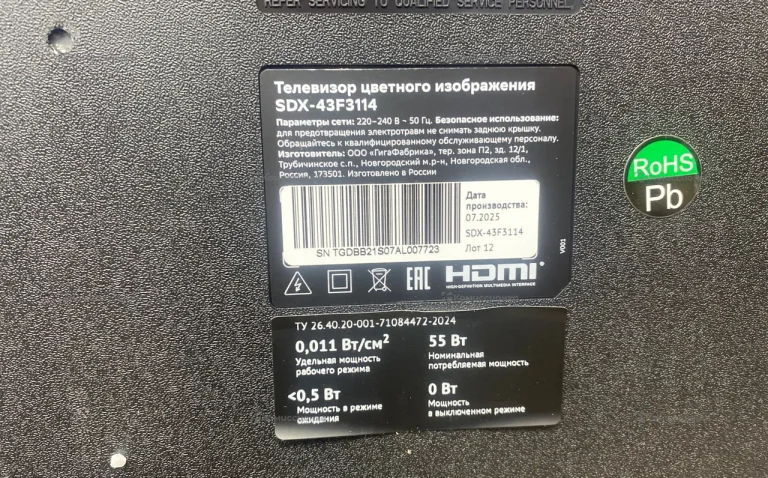 REFER SERVICING TO QUALIFIED SERVICE PERSONNEL
Телевизор цветного изображения
SDX-43F3114
Параметры сети: 220–240 В ~ 50 Гц. Безопасное использование:
для предотвращения электротравм не снимать заднюю крышку.
Обращайтесь к квалифицированному обслуживающему персоналу.
Изготовитель: ООО «ГигаФабрика», тер. зона П2, зд. 12/1,
Трубичинское с.п., Новгородский м.р-н, Новгородская обл.,
Россия, 173501. Изготовлено в России
Дата
производства:
07.2025
SDX-43F3114
Лот 12
SN TGDBB21S07AL007723
V001
EAC HDMI
HIGH-DEFINITION MULTIMEDIA INTERFACE
RoHS
Pb
ТУ 26.40.20-001-71084472-2024
0,011 Вт/см²
Удельная мощность
рабочего режима
55 Вт
Номинальная
потребляемая мощность
<0,5 Вт
Мощность в режиме
ожидания
0 Вт
Мощность
в выключенном режиме